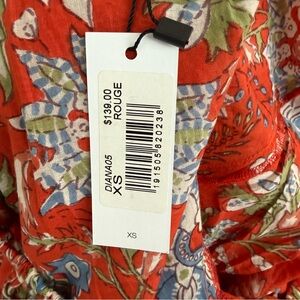 $139.00
ROUGE
191505820238
DIANA05
XS
XS